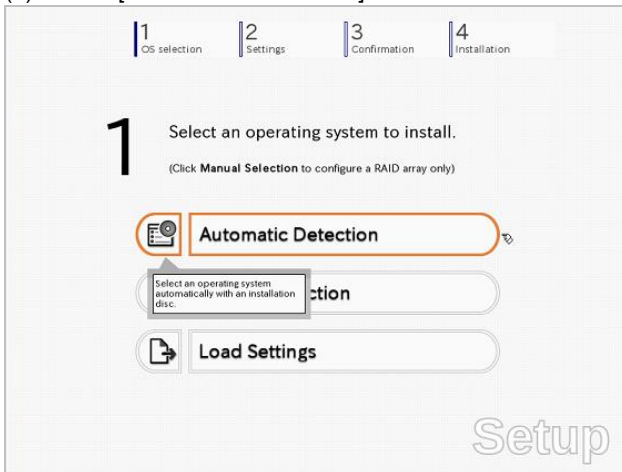 1
OS selection
2
Settings
3
Confirmation
4
Installation
1
Select an operating system to install.
(Click Manual Selection to configure a RAID array only)
Automatic Detection
Select an operating system
automatically with an installation
disc.
ction
Load Settings
Setup